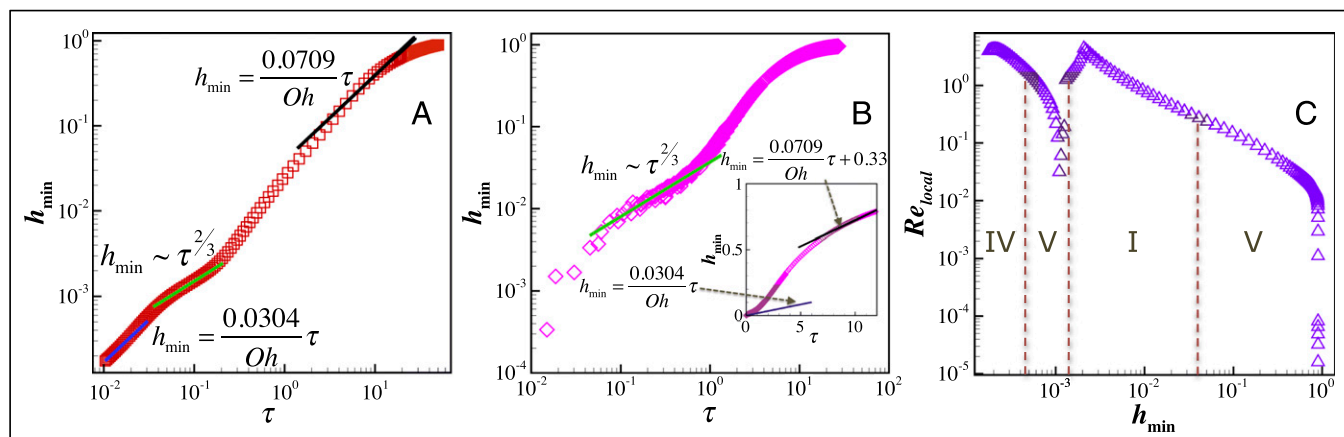 A
h_min = 0.0709/Oh τ
h_min ~ τ^2/3
h_min = 0.0304/Oh τ
h_min
10^0
10^-1
10^-2
10^-3
10^-2 10^-1 10^0 10^1
τ
B
h_min ~ τ^2/3
h_min = 0.0709/Oh τ + 0.33
h_min = 0.0304/Oh τ
h_min
10^0
10^-1
10^-2
10^-3
10^-4
10^-2 10^-1 10^0 10^1 10^2
τ
h_min
1
0.5
0
0 5 10
τ
C
Re_local
10^0
10^-1
10^-2
10^-3
10^-4
10^-5
IV V I V
10^-3 10^-2 10^-1 10^0
h_min